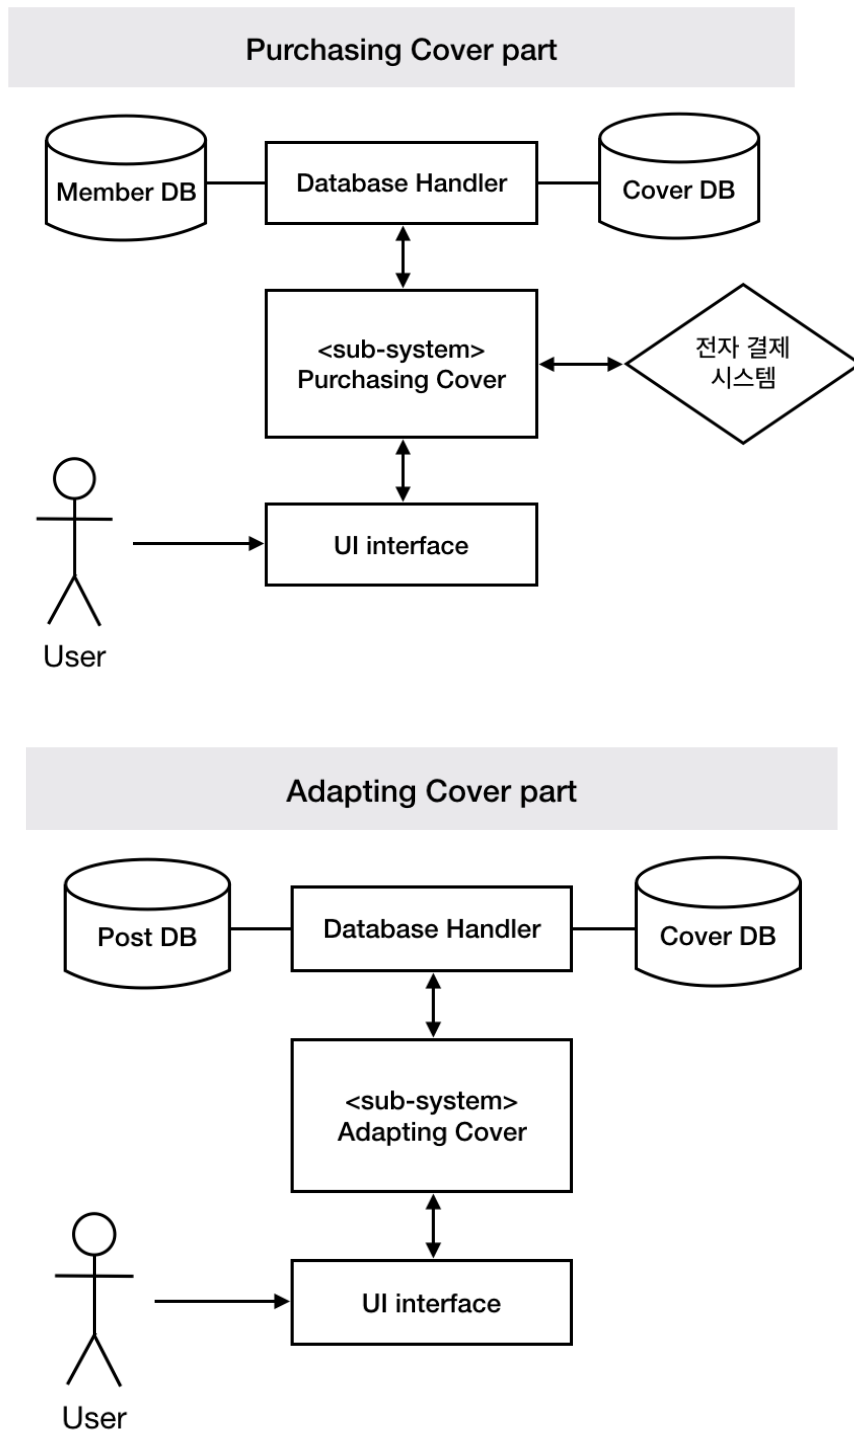 Purchasing Cover part
Member DB
Database Handler
Cover DB
<sub-system>
Purchasing Cover
전자 결제
시스템
UI interface
User
Adapting Cover part
Post DB
Database Handler
Cover DB
<sub-system>
Adapting Cover
UI interface
User